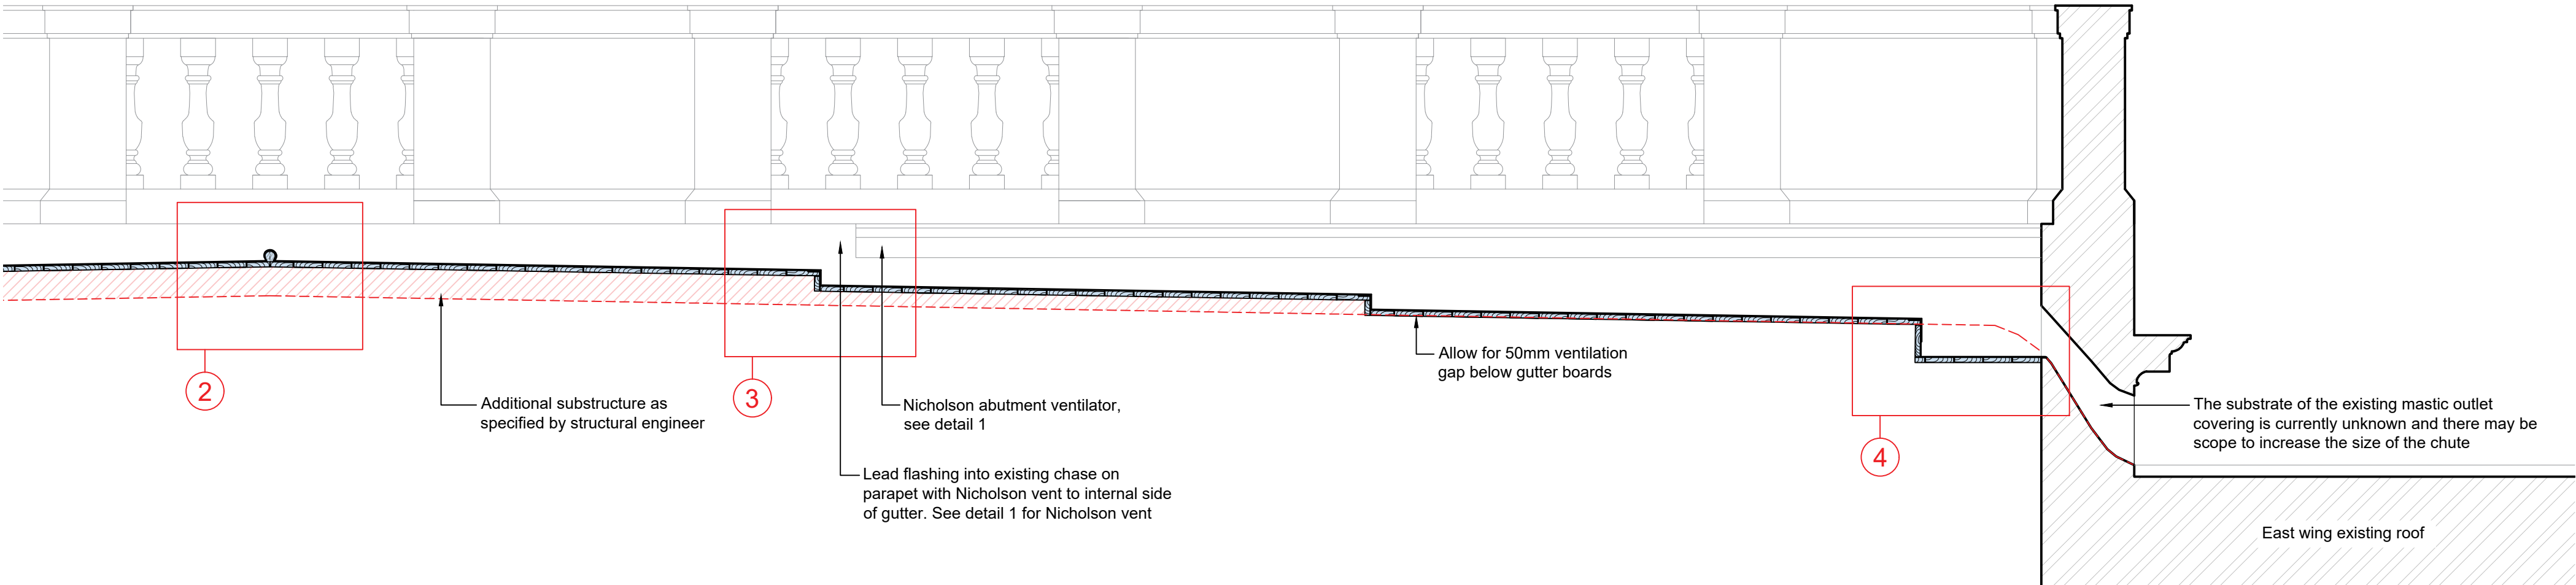 2
3
4
Additional substructure as
specified by structural engineer
Nicholson abutment ventilator,
see detail 1
Lead flashing into existing chase on
parapet with Nicholson vent to internal side
of gutter. See detail 1 for Nicholson vent
Allow for 50mm ventilation
gap below gutter boards
The substrate of the existing mastic outlet
covering is currently unknown and there may be
scope to increase the size of the chute
East wing existing roof